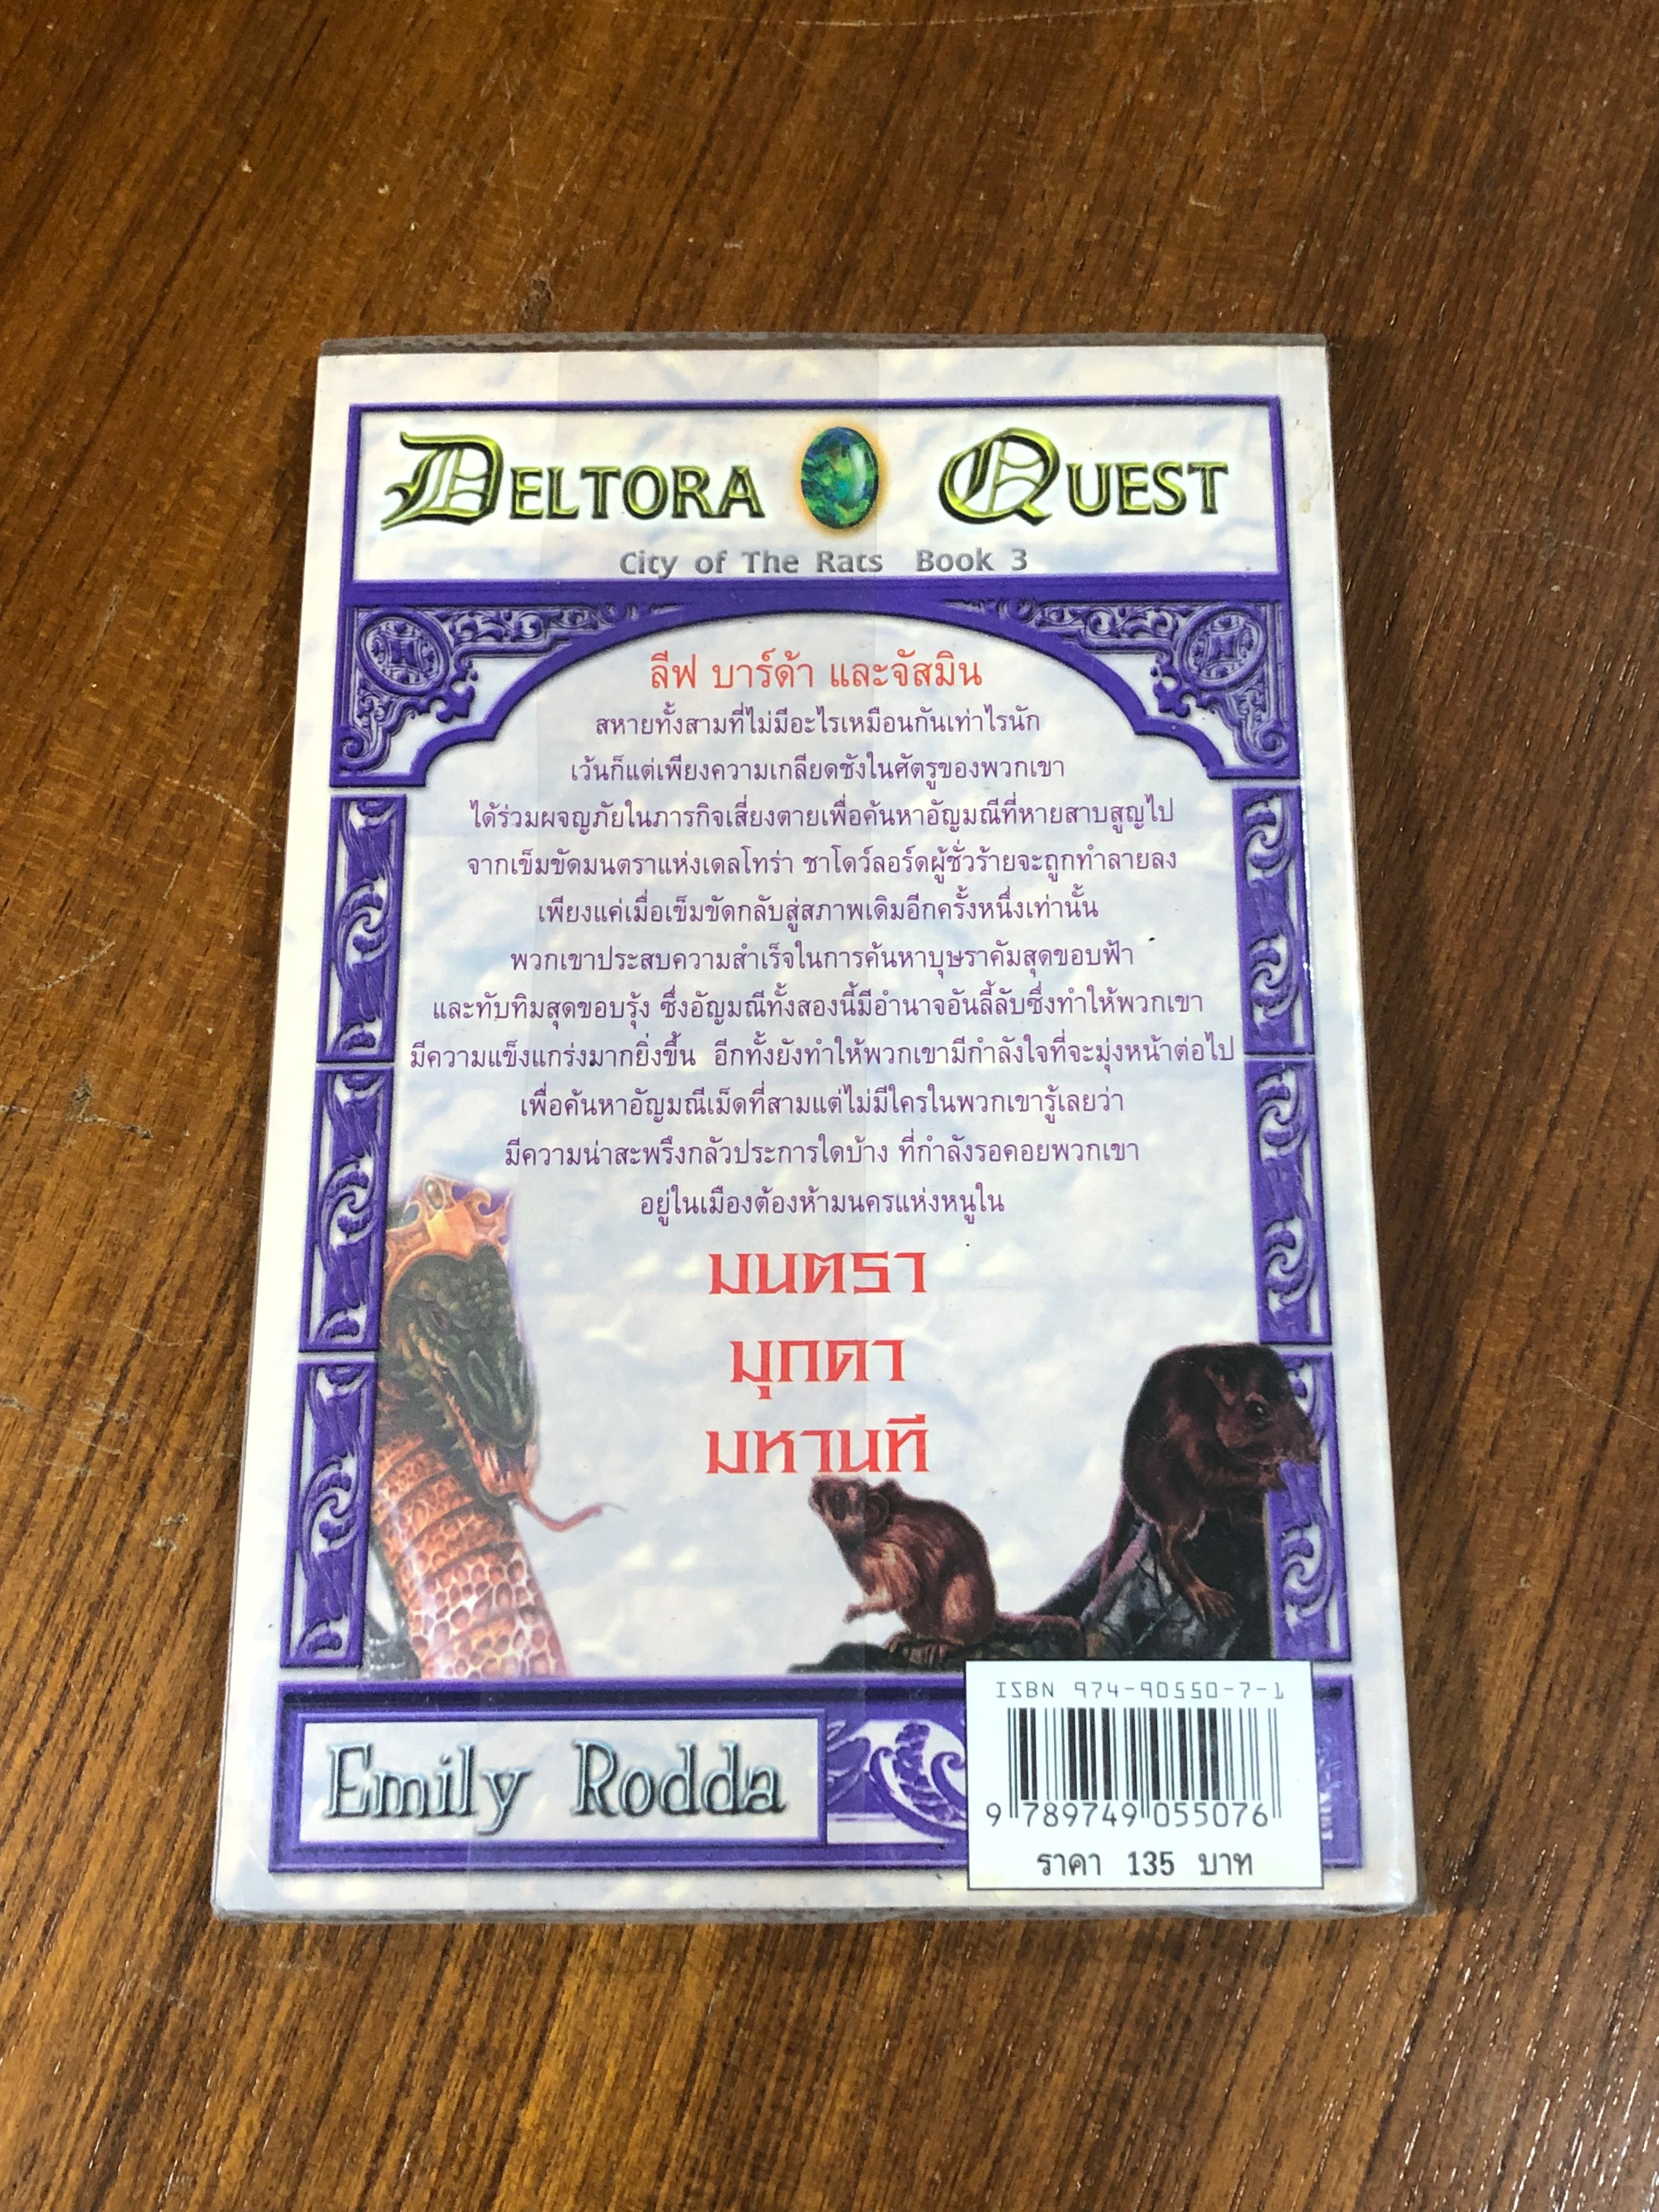 DELTORA QUEST
City of The Rats Book 3
ลีฟ บาร์ด้า และจัสมิน
สหายทั้งสามที่ไม่มีอะไรเหมือนกันเท่าไรนัก
เว้นก็แต่เพียงความเกลียดชังในศัตรูของพวกเขา
ได้ร่วมผจญภัยในภารกิจเสี่ยงตายเพื่อค้นหาอัญมณีที่หายสาบสูญไป
จากเข็มขัดมนตราแห่งเดลโทร่า ชาโดว์ลอร์ดผู้ชั่วร้ายจะถูกทำลายลง
เพียงแค่เมื่อเข็มขัดกลับสู่สภาพเดิมอีกครั้งหนึ่งเท่านั้น
พวกเขาประสบความสำเร็จในการค้นหาบุษราคัมสุดขอบฟ้า
และทับทิมสุดขอบรุ้ง ซึ่งอัญมณีทั้งสองนี้มีอำนาจอันลี้ลับซึ่งทำให้พวกเขา
มีความแข็งแกร่งมากยิ่งขึ้น อีกทั้งยังทำให้พวกเขามีกำลังใจที่จะมุ่งหน้าต่อไป
เพื่อค้นหาอัญมณีเม็ดที่สามแต่ไม่มีใครในพวกเขารู้เลยว่า
มีความน่าสะพรึงกลัวประการใดบ้าง ที่กำลังรอคอยพวกเขา
อยู่ในเมืองต้องห้ามนครแห่งหนูใน
มนตรา
มุกดา
มหานที
Emily Rodda
ISBN 974-90550-7-1
9 789749 055076
ราคา 135 บาท